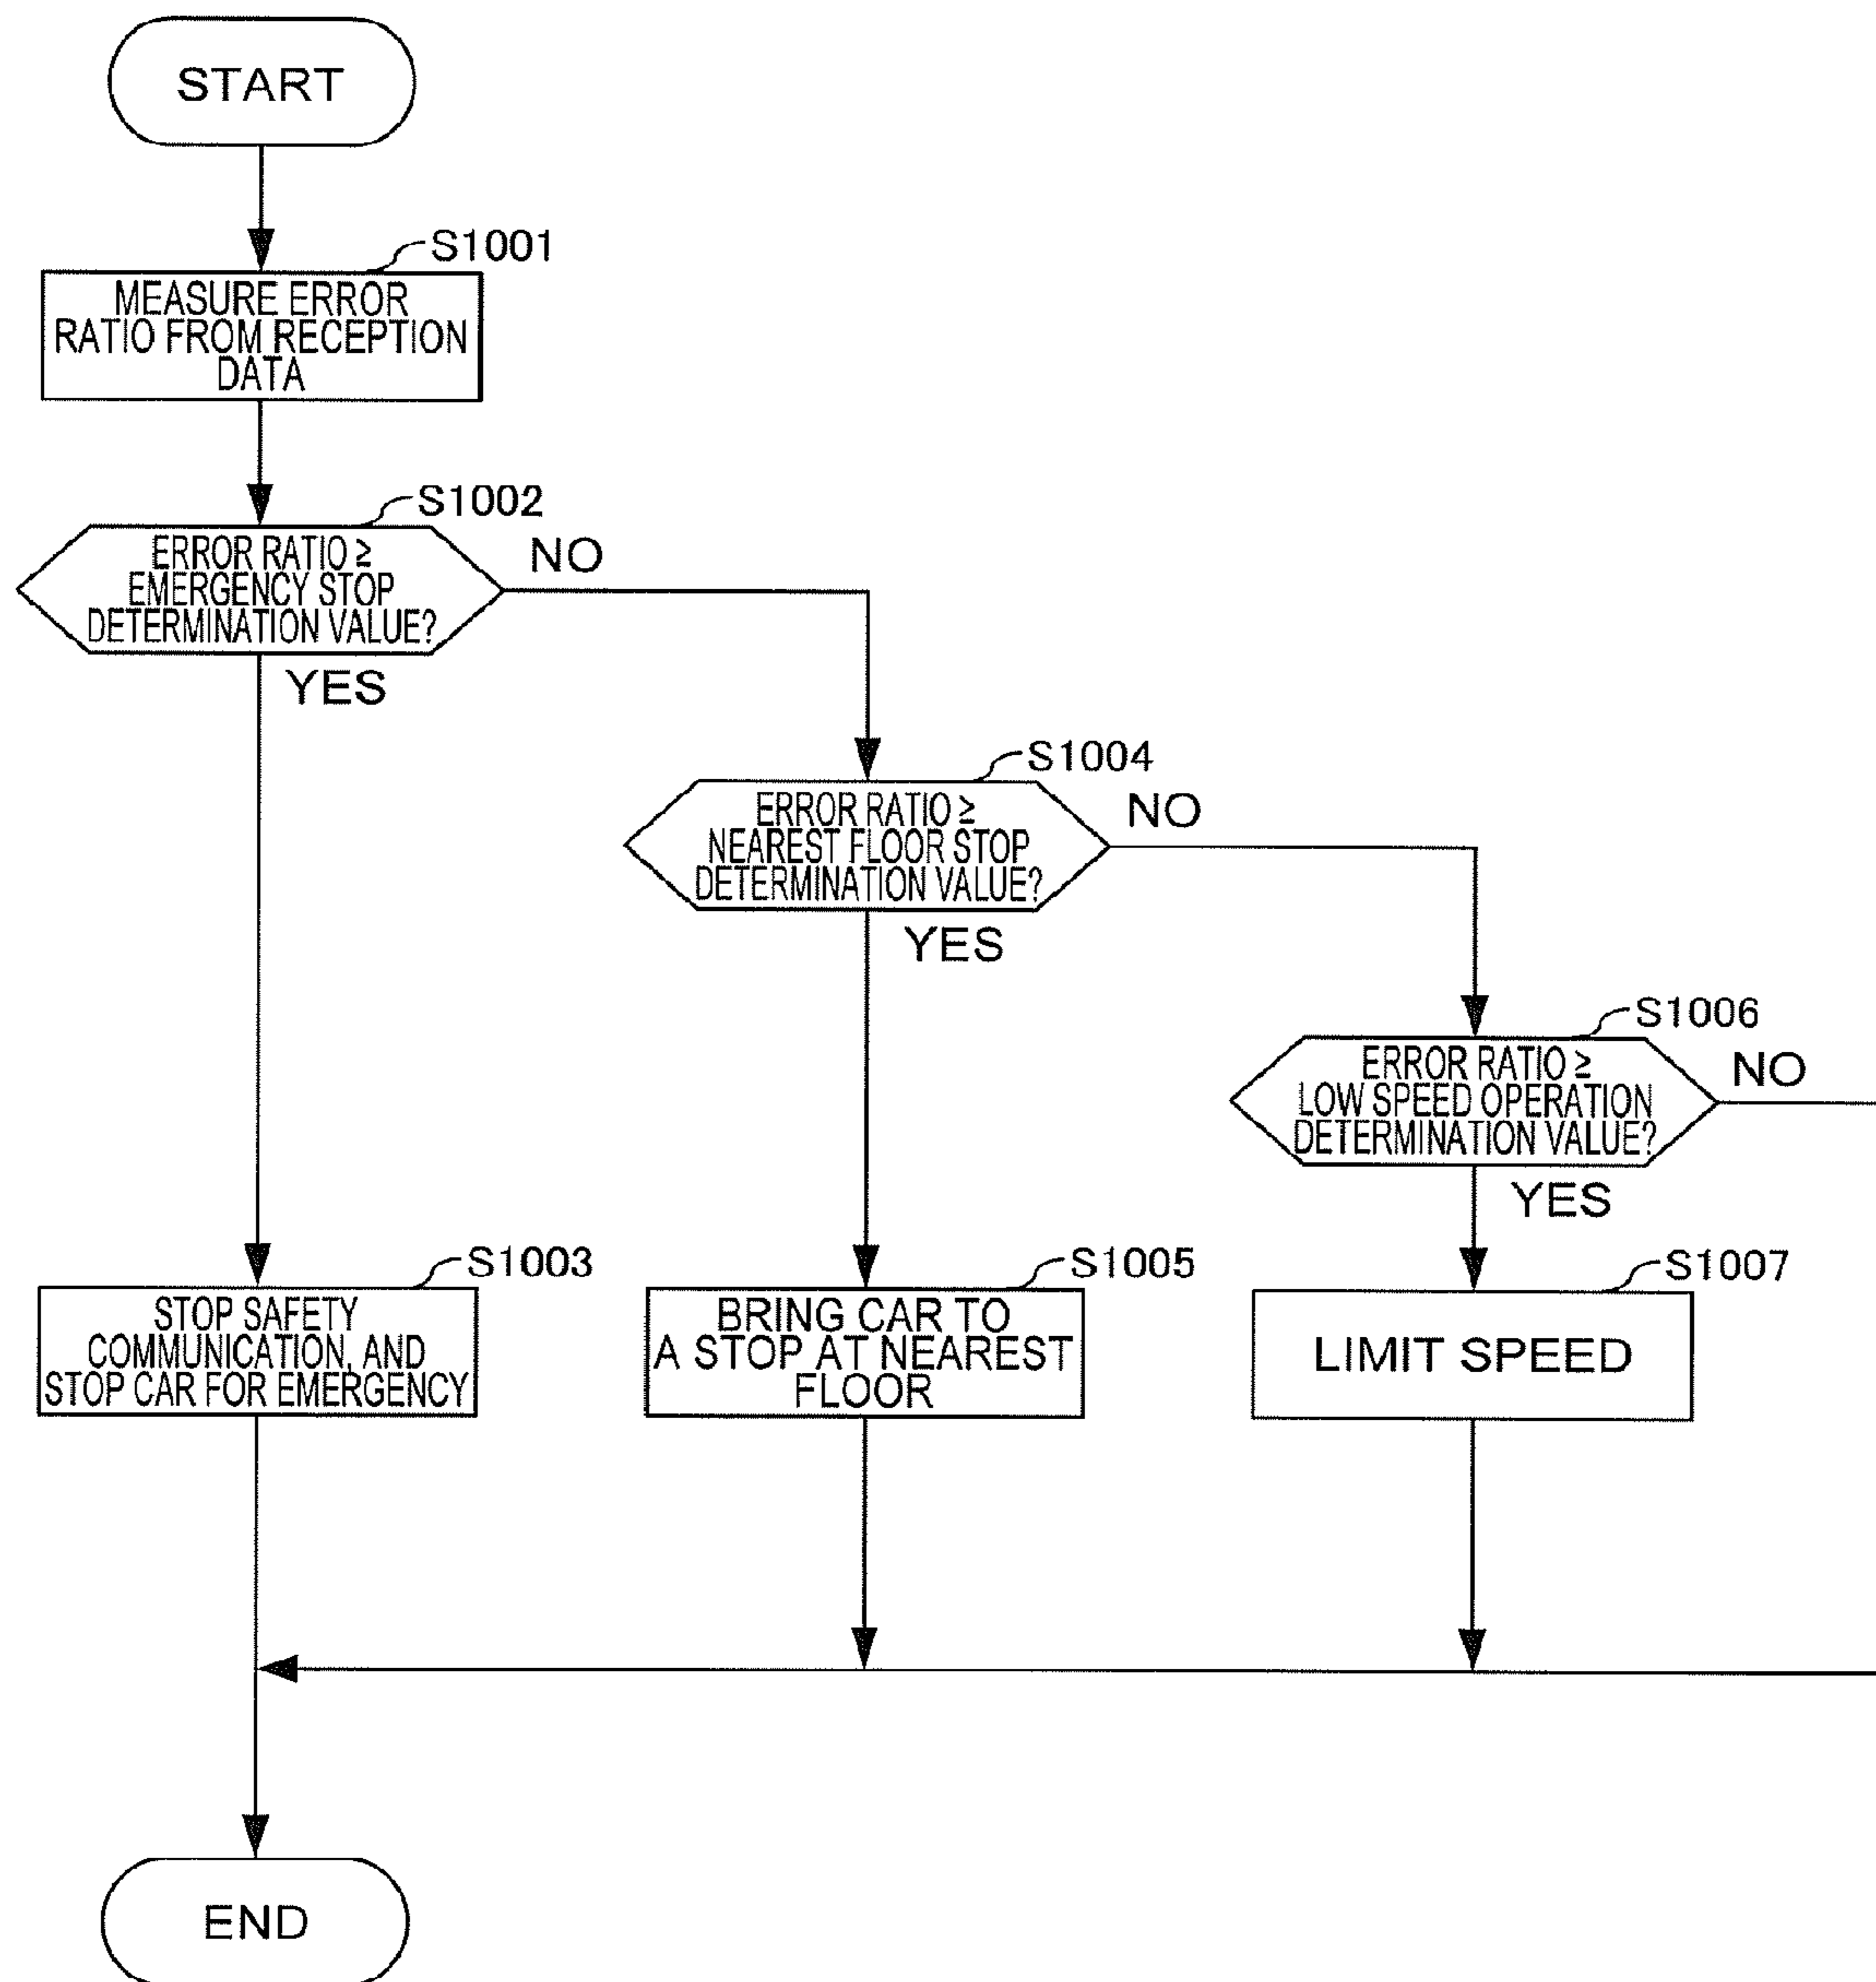 START
S1001
MEASURE ERROR
RATIO FROM RECEPTION
DATA
S1002
ERROR RATIO ≥
EMERGENCY STOP
DETERMINATION VALUE?
NO
YES
S1004
ERROR RATIO ≥
NEAREST FLOOR STOP
DETERMINATION VALUE?
NO
YES
S1006
ERROR RATIO ≥
LOW SPEED OPERATION
DETERMINATION VALUE?
NO
YES
S1003
STOP SAFETY
COMMUNICATION, AND
STOP CAR FOR EMERGENCY
S1005
BRING CAR TO
A STOP AT NEAREST
FLOOR
S1007
LIMIT SPEED
END